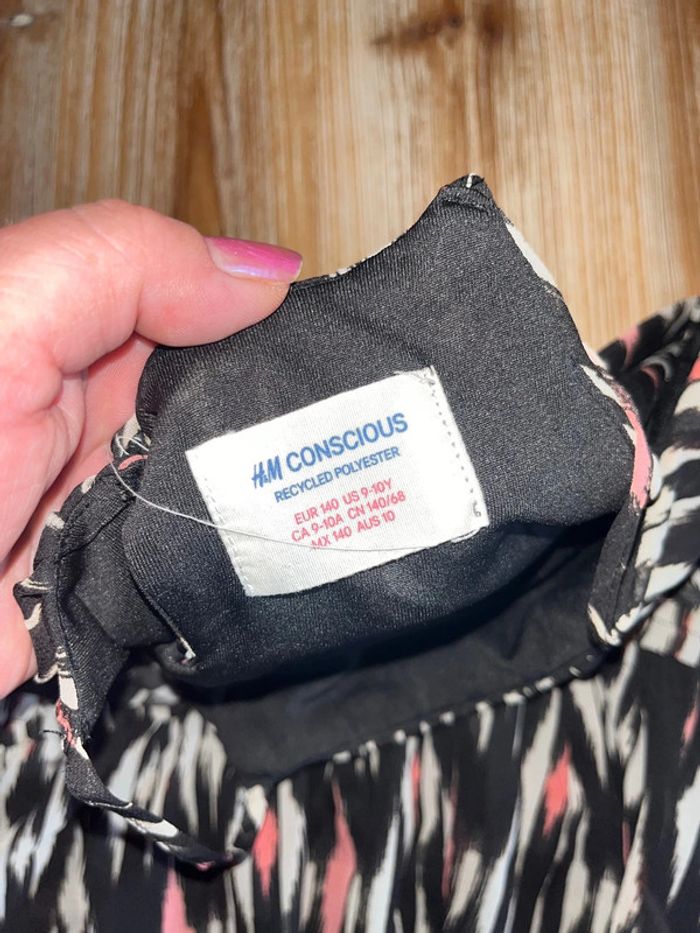 H&M CONSCIOUS
RECYCLED POLYESTER
EUR 140 US 9-10Y
CA 9-10A CN 140/68
MX 140 AUS 10